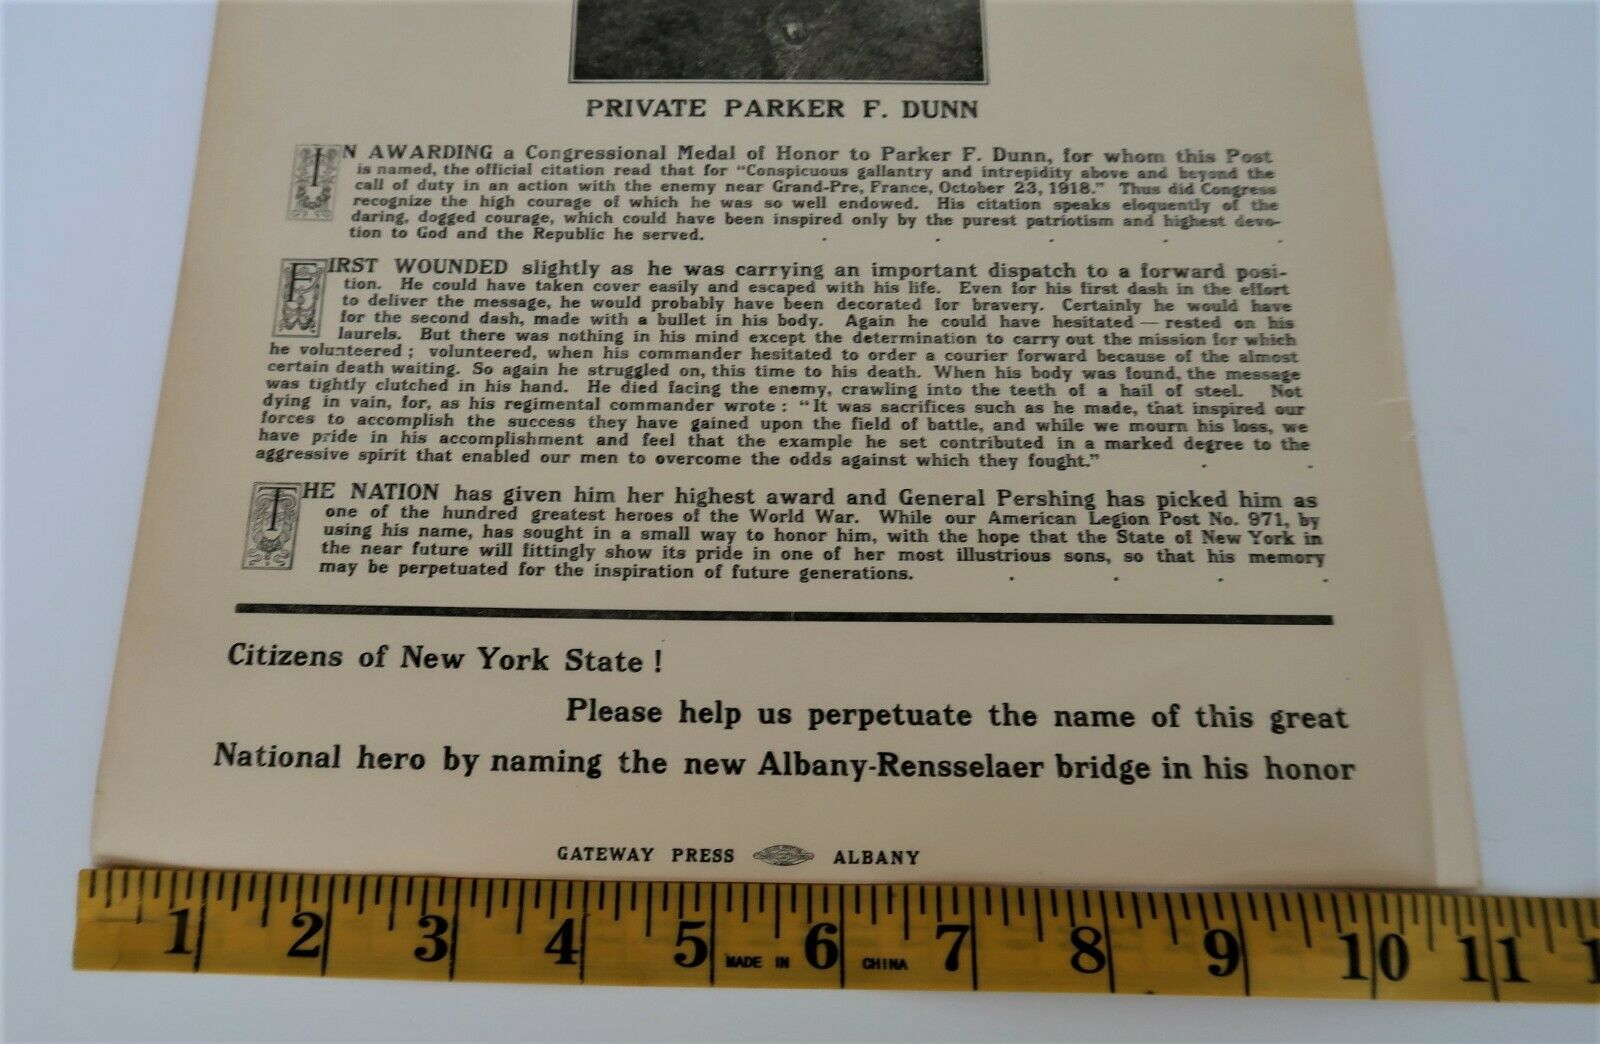 PRIVATE PARKER F. DUNN
IN AWARDING a Congressional Medal of Honor to Parker F. Dunn, for whom this Post
is named, the official citation read that for “Conspicuous gallantry and intrepidity above and beyond the
call of duty in an action with the enemy near Grand-Pre, France, October 23, 1918.” Thus did Congress
recognize the high courage of which he was so well endowed. His citation speaks eloquently of the
daring, dogged courage, which could have been inspired only by the purest patriotism and highest devo-
tion to God and the Republic he served. . . . . .
FIRST WOUNDED slightly as he was carrying an important dispatch to a forward posi-
tion. He could have taken cover easily and escaped with his life. Even for his first dash in the effort
to deliver the message, he would probably have been decorated for bravery. Certainly he would have
for the second dash, made with a bullet in his body. Again he could have hesitated — rested on his
laurels. But there was nothing in his mind except the determination to carry out the mission for which
he volunteered ; volunteered, when his commander hesitated to order a courier forward because of the almost
certain death waiting. So again he struggled on, this time to his death. When his body was found, the message
was tightly clutched in his hand. He died facing the enemy, crawling into the teeth of a hail of steel. Not
dying in vain, for, as his regimental commander wrote : “It was sacrifices such as he made, that inspired our
forces to accomplish the success they have gained upon the field of battle, and while we mourn his loss, we
have pride in his accomplishment and feel that the example he set contributed in a marked degree to the
aggressive spirit that enabled our men to overcome the odds against which they fought.” . .
THE NATION has given him her highest award and General Pershing has picked him as
one of the hundred greatest heroes of the World War. While our American Legion Post No. 971, by
using his name, has sought in a small way to honor him, with the hope that the State of New York in
the near future will fittingly show its pride in one of her most illustrious sons, so that his memory
may be perpetuated for the inspiration of future generations. . . . .
Citizens of New York State !
Please help us perpetuate the name of this great
National hero by naming the new Albany-Rensselaer bridge in his honor
GATEWAY PRESS ALBANY
1 2 3 4 5 MADE IN 6 CHINA 7 8 9 10 11